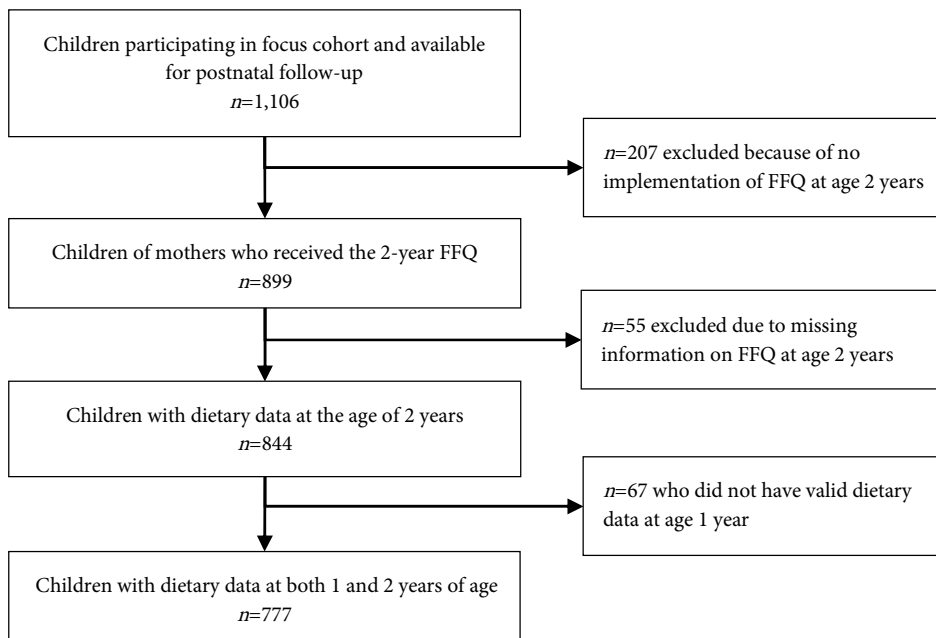 Children participating in focus cohort and available
for postnatal follow-up
n=1,106
n=207 excluded because of no
implementation of FFQ at age 2 years
Children of mothers who received the 2-year FFQ
n=899
n=55 excluded due to missing
information on FFQ at age 2 years
Children with dietary data at the age of 2 years
n=844
n=67 who did not have valid dietary
data at age 1 year
Children with dietary data at both 1 and 2 years of age
n=777